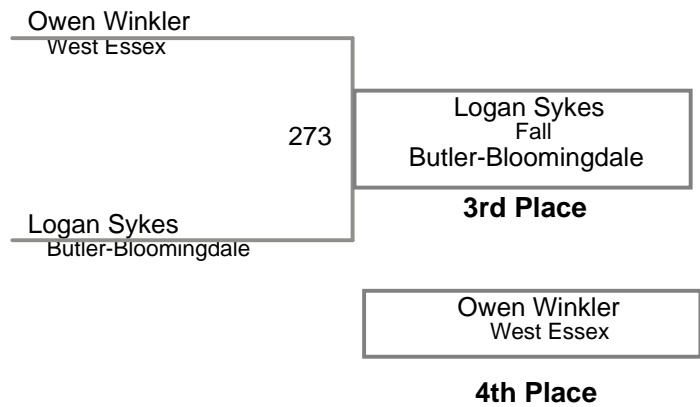 Owen Winkler
West Essex
273
Logan Sykes
Fall
Butler-Bloomingdale
3rd Place
Logan Sykes
Butler-Bloomingdale
Owen Winkler
West Essex
4th Place